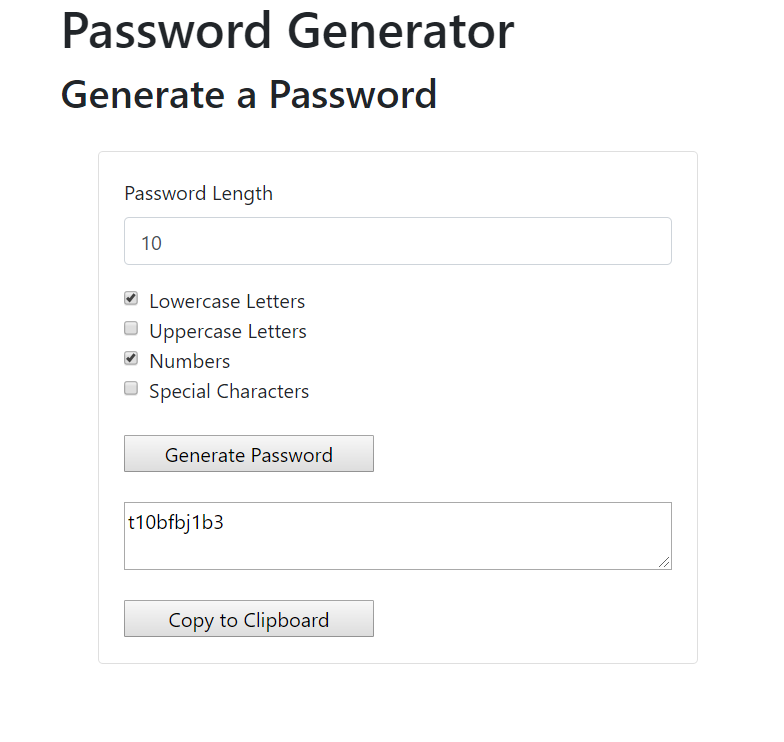 Password Generator
Generate a Password
Password Length
10
Lowercase Letters
Uppercase Letters
Numbers
Special Characters
Generate Password
t10bfbj1b3
Copy to Clipboard